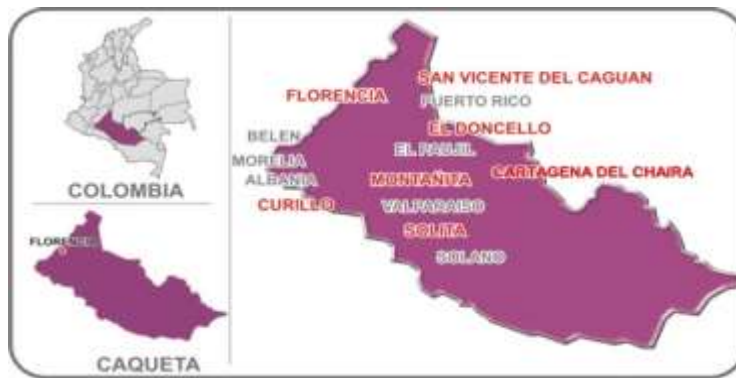 COLOMBIA
FLORENCIA
CAQUETA
SAN VICENTE DEL CAGUAN
FLORENCIA
PUERTO RICO
EL DONCELLO
BELEN
EL PAUJIL
MORELIA
CARTAGENA DEL CHAIRA
ALBANIA
MONTAÑITA
CURILLO
VALPARAISO
SOLITA
SOLANO